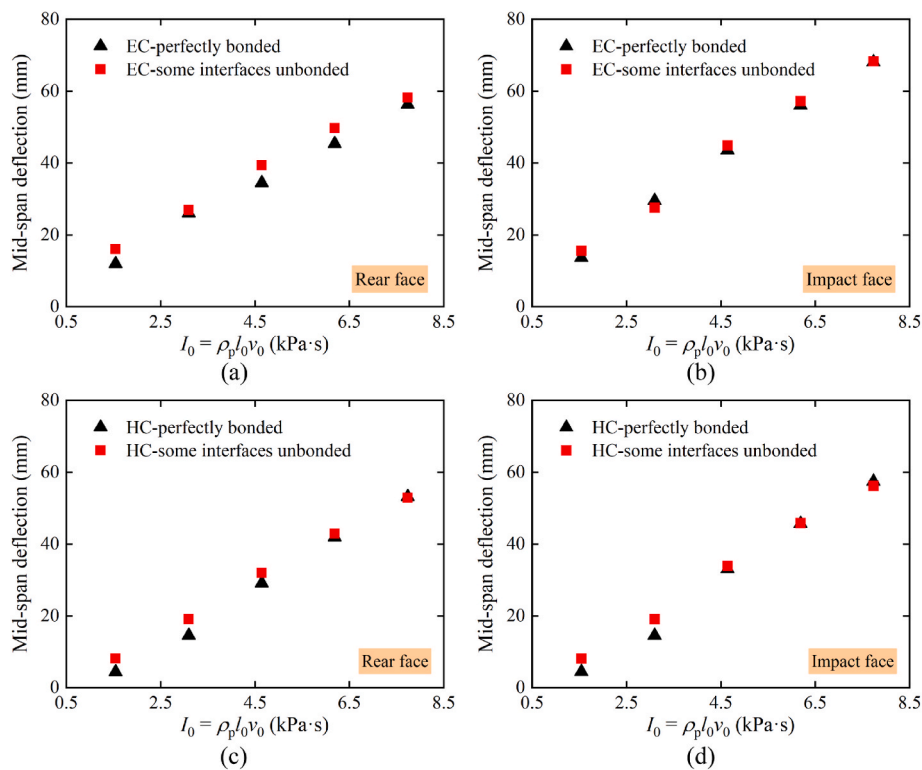 80
60
40
20
0
Mid-span deflection (mm)
EC-perfectly bonded
EC-some interfaces unbonded
Rear face
0.5 2.5 4.5 6.5 8.5
I₀ = ρₚl₀v₀ (kPa·s)
(a)
80
60
40
20
0
Mid-span deflection (mm)
EC-perfectly bonded
EC-some interfaces unbonded
Impact face
0.5 2.5 4.5 6.5 8.5
I₀ = ρₚl₀v₀ (kPa·s)
(b)
80
60
40
20
0
Mid-span deflection (mm)
HC-perfectly bonded
HC-some interfaces unbonded
Rear face
0.5 2.5 4.5 6.5 8.5
I₀ = ρₚl₀v₀ (kPa·s)
(c)
80
60
40
20
0
Mid-span deflection (mm)
HC-perfectly bonded
HC-some interfaces unbonded
Impact face
0.5 2.5 4.5 6.5 8.5
I₀ = ρₚl₀v₀ (kPa·s)
(d)